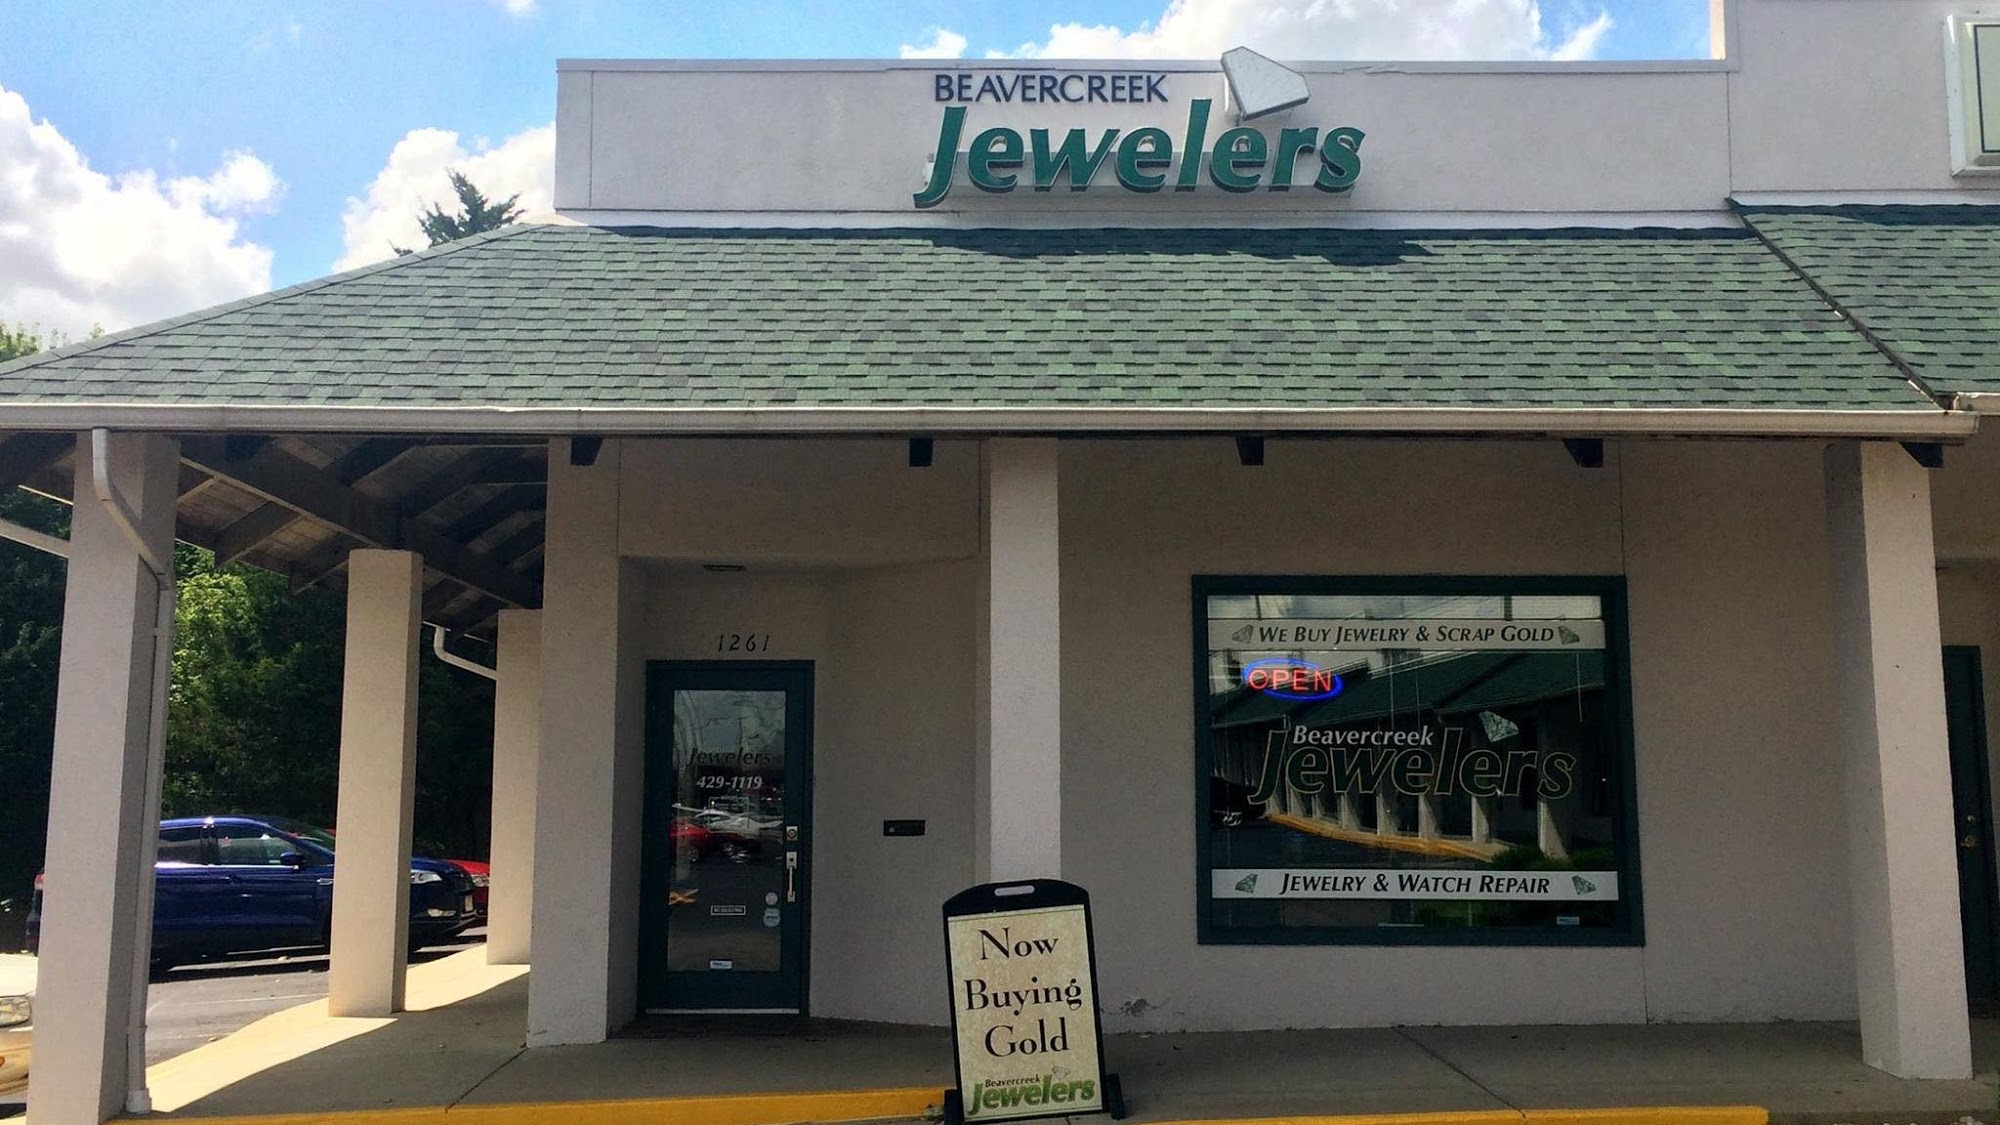 BEAVERCREEK
Jewelers
1261
Jewelers
429-1119
WE BUY JEWELRY & SCRAP GOLD
OPEN
Beavercreek
Jewelers
JEWELRY & WATCH REPAIR
Now
Buying
Gold
Beavercreek
Jewelers